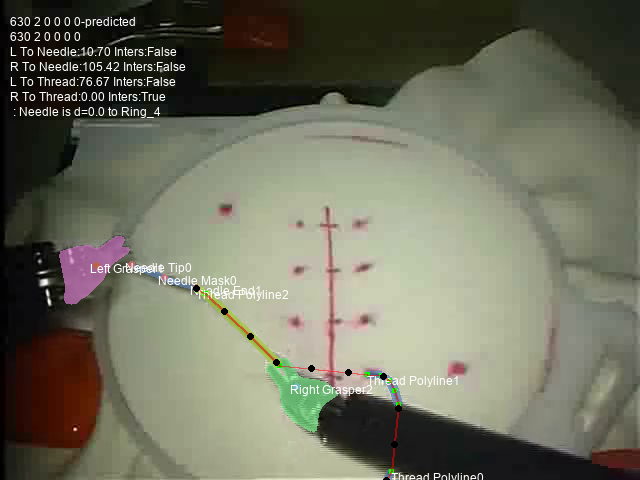 630 2 0 0 0 0-predicted
630 2 0 0 0 0
L To Needle:10.70 Inters:False
R To Needle:105.42 Inters:False
L To Thread:76.67 Inters:False
R To Thread:0.00 Inters:True
: Needle is d=0.0 to Ring_4
Left Grasper1
Needle Tip0
Needle Mask0
Needle End1
Thread Polyline2
Thread Polyline1
Right Grasper2
Thread Polyline0